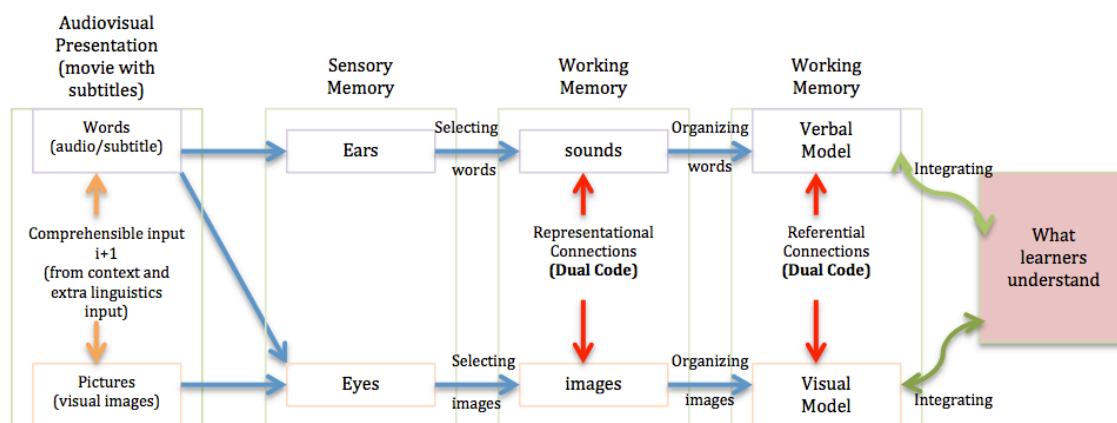 Audiovisual
Presentation
(movie with
subtitles)
Sensory
Memory
Working
Memory
Working
Memory
Words
(audio/subtitle)
Ears
Selecting
words
sounds
Organizing
words
Verbal
Model
Integrating
Comprehensible input
i+1
(from context and
extra linguistics
input)
Representational
Connections
(Dual Code)
Referential
Connections
(Dual Code)
What
learners
understand
Pictures
(visual images)
Eyes
Selecting
images
images
Organizing
images
Visual
Model
Integrating